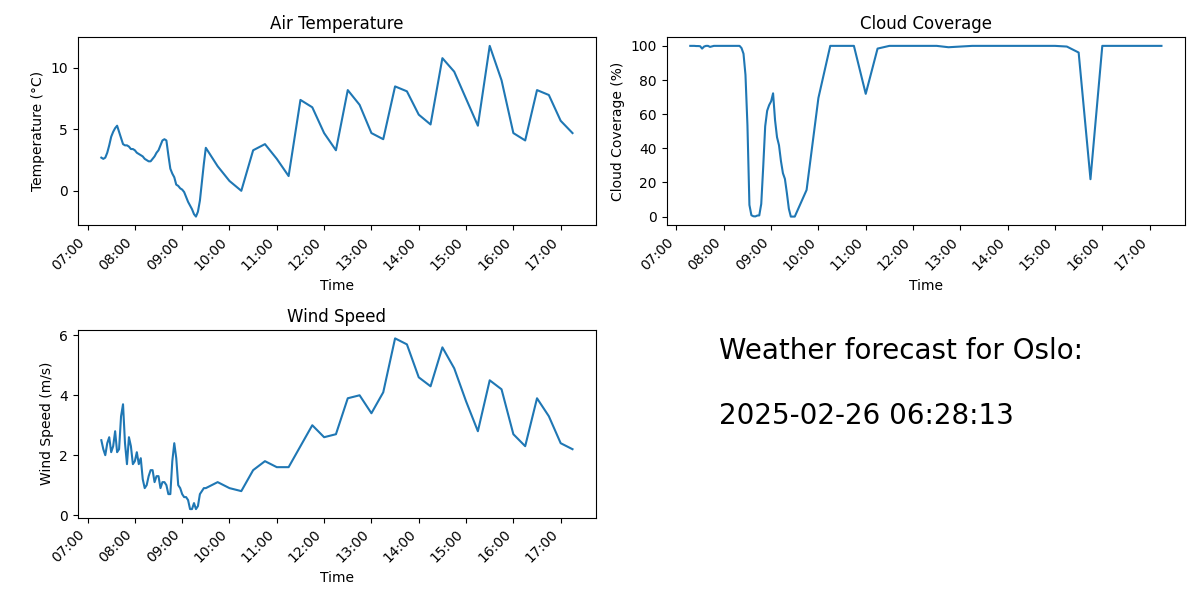 Air Temperature
Temperature (°C)
10
5
0
07:00 08:00 09:00 10:00 11:00 12:00 13:00 14:00 15:00 16:00 17:00
Time
Cloud Coverage
Cloud Coverage (%)
100
80
60
40
20
0
07:00 08:00 09:00 10:00 11:00 12:00 13:00 14:00 15:00 16:00 17:00
Time
Wind Speed
Wind Speed (m/s)
6
4
2
0
07:00 08:00 09:00 10:00 11:00 12:00 13:00 14:00 15:00 16:00 17:00
Time
Weather forecast for Oslo:
2025-02-26 06:28:13